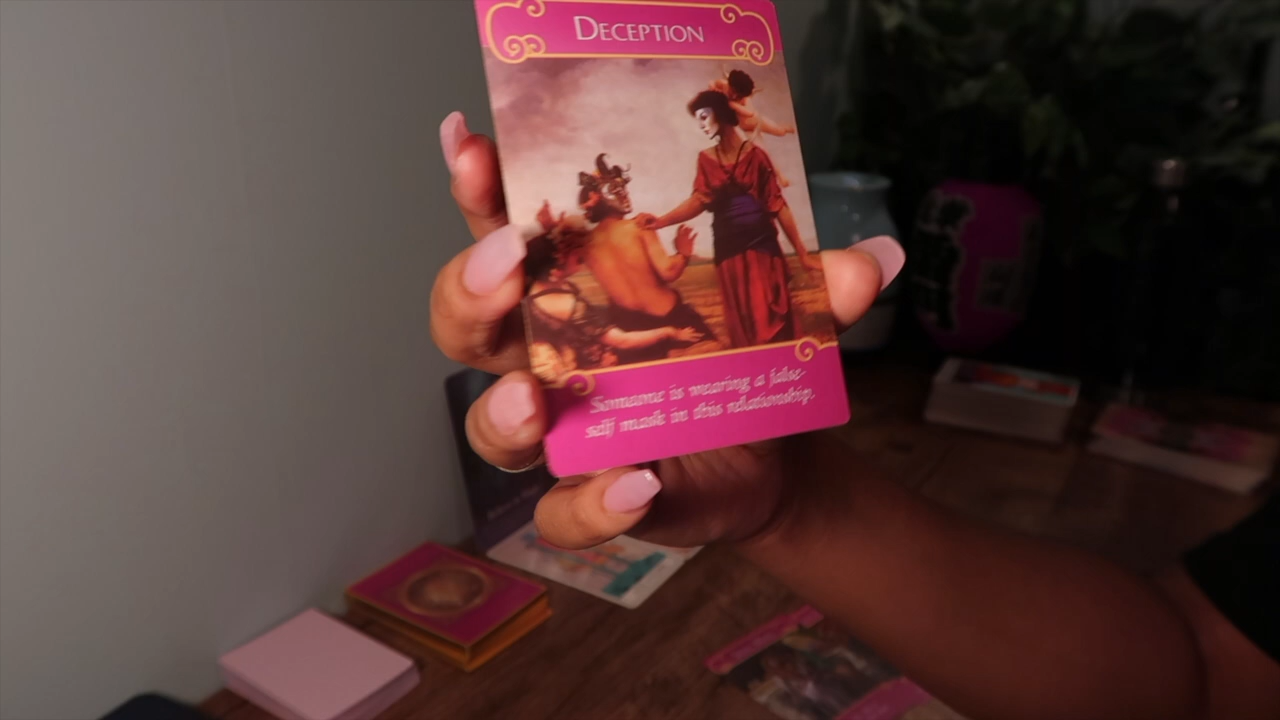 DECEPTION
Someone is wearing a false-
self mask in this relationship.